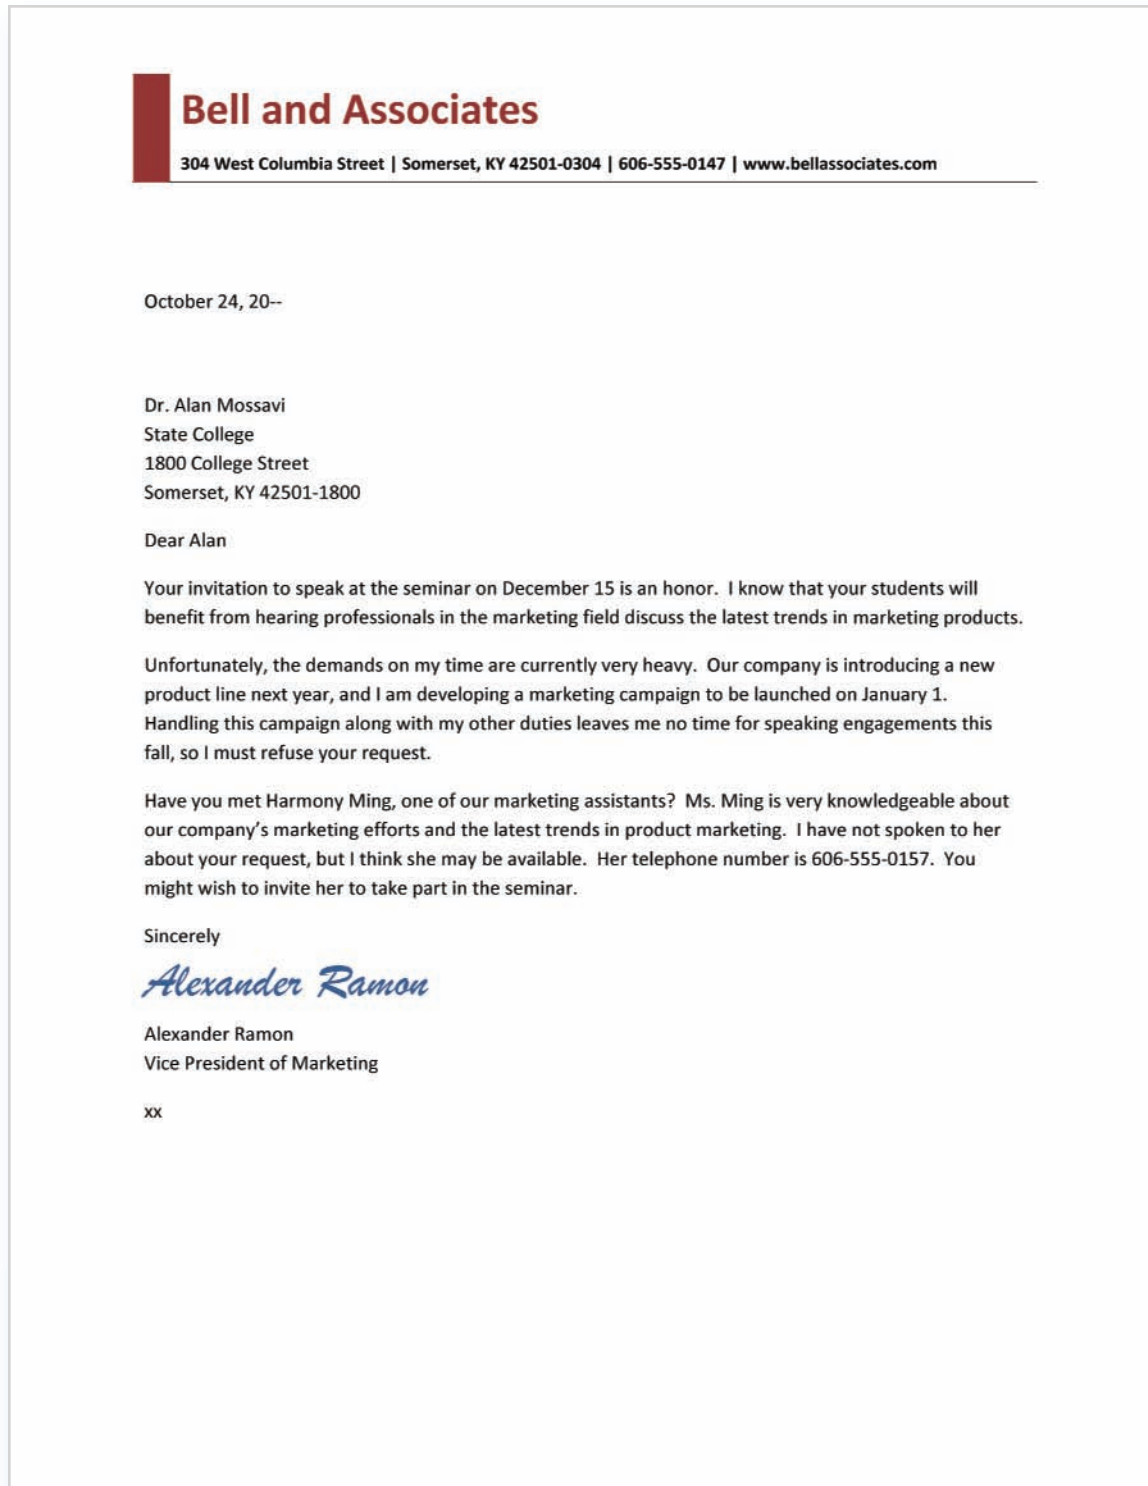 Bell and Associates
304 West Columbia Street | Somerset, KY 42501-0304 | 606-555-0147 | www.bellassociates.com
October 24, 20--
Dr. Alan Mossavi
State College
1800 College Street
Somerset, KY 42501-1800
Dear Alan
Your invitation to speak at the seminar on December 15 is an honor.  I know that your students will
benefit from hearing professionals in the marketing field discuss the latest trends in marketing products.
Unfortunately, the demands on my time are currently very heavy.  Our company is introducing a new
product line next year, and I am developing a marketing campaign to be launched on January 1.
Handling this campaign along with my other duties leaves me no time for speaking engagements this
fall, so I must refuse your request.
Have you met Harmony Ming, one of our marketing assistants?  Ms. Ming is very knowledgeable about
our company’s marketing efforts and the latest trends in product marketing.  I have not spoken to her
about your request, but I think she may be available.  Her telephone number is 606-555-0157.  You
might wish to invite her to take part in the seminar.
Sincerely
Alexander Ramon
Alexander Ramon
Vice President of Marketing
xx